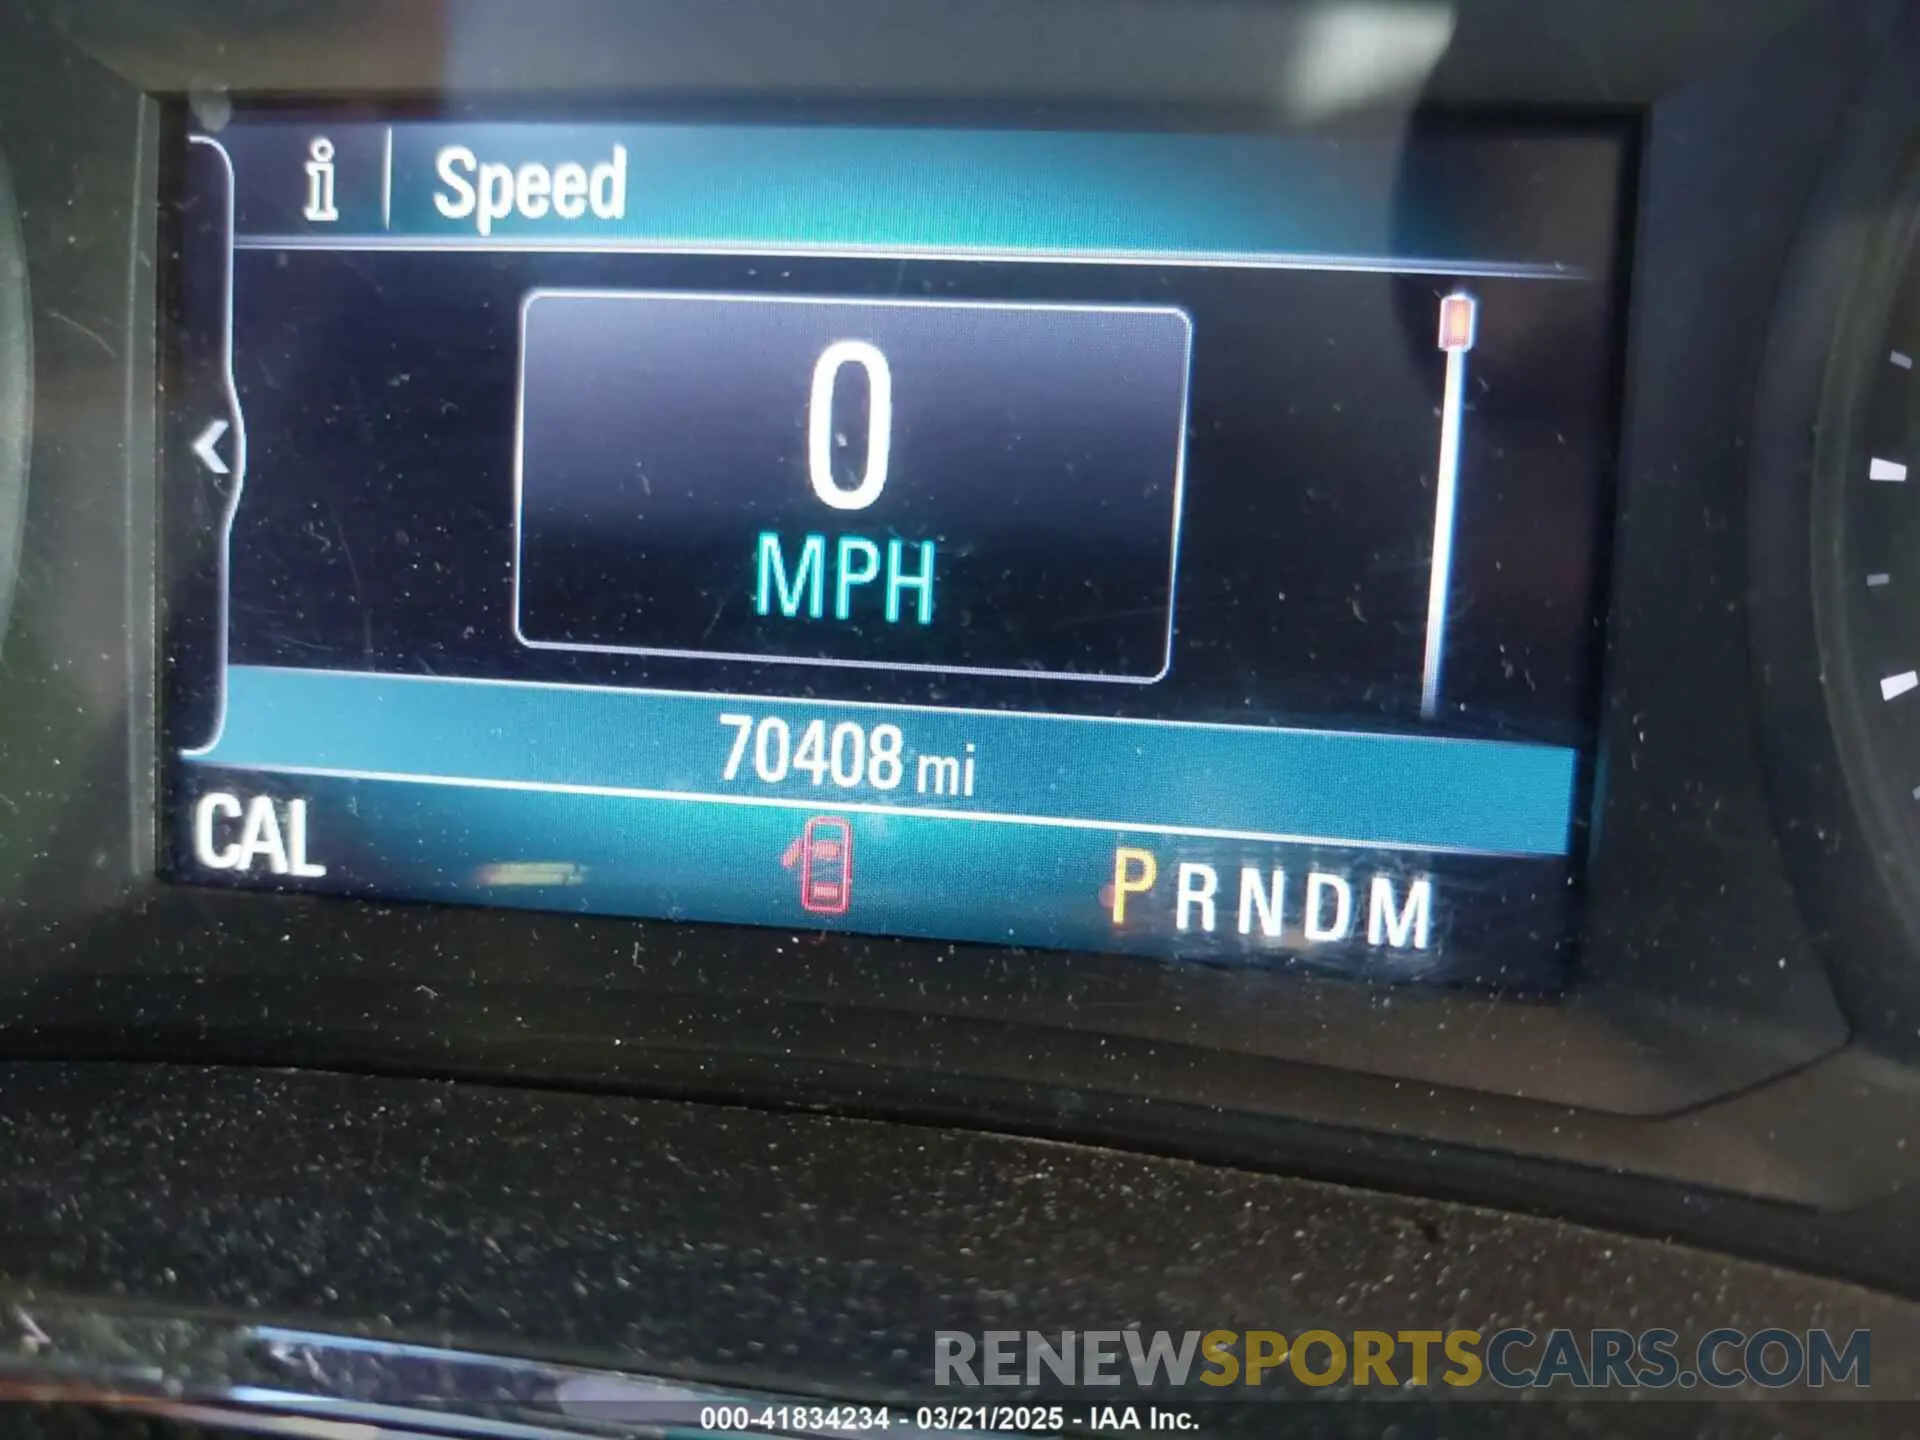 i Speed
0
MPH
70408 mi
CAL P R N D M
RENEWSPORTSCARS.COM
000-41834234 - 03/21/2025 - IAA Inc.